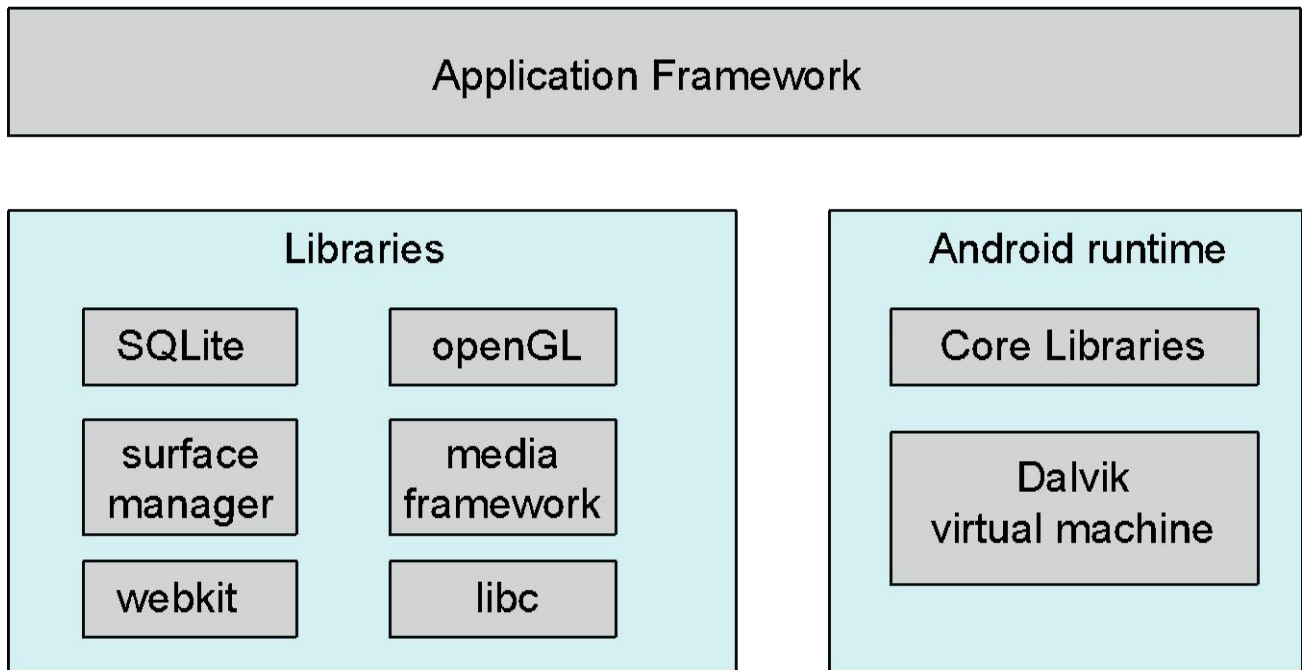 Application Framework
Libraries
SQLite
openGL
surface
manager
media
framework
webkit
libc
Android runtime
Core Libraries
Dalvik
virtual machine